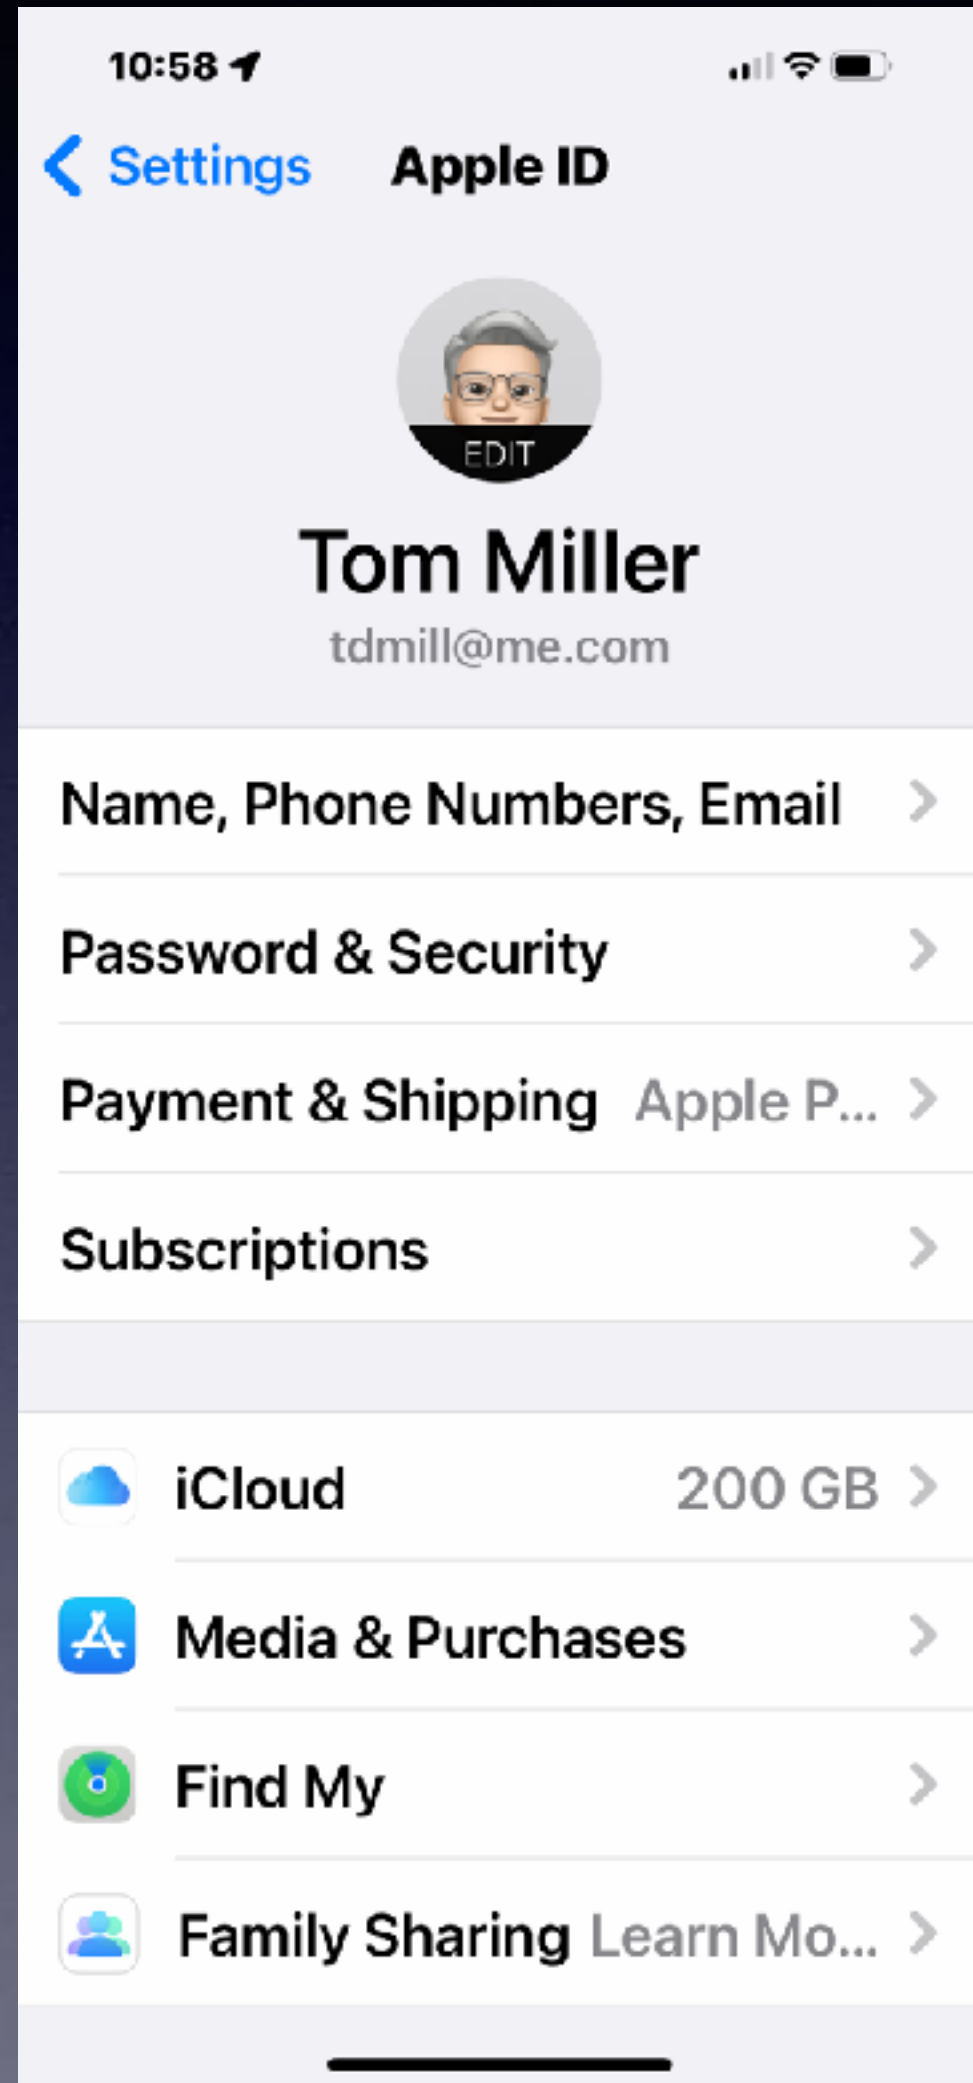 10:58
Settings Apple ID
EDIT
Tom Miller
tdmill@me.com
Name, Phone Numbers, Email
Password & Security
Payment & Shipping Apple P...
Subscriptions
iCloud 200 GB
Media & Purchases
Find My
Family Sharing Learn Mo...